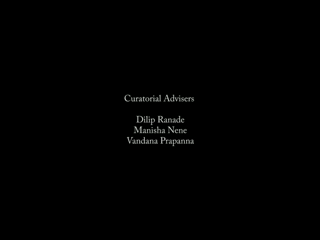 Curatorial Advisers
Dilip Ranade
Manisha Nene
Vandana Prapanna